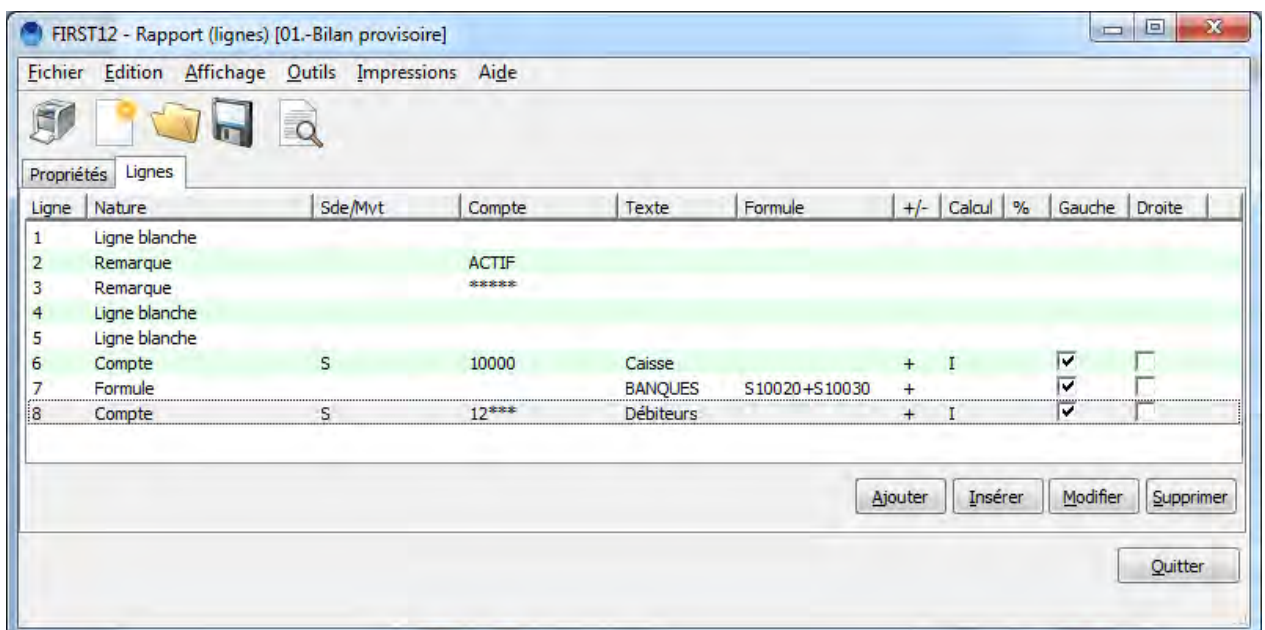 FIRST12 - Rapport (lignes) [01.-Bilan provisoire]
Fichier Edition Affichage Outils Impressions Aide
Propriétés Lignes
Ligne Nature Sde/Mvt Compte Texte Formule +/- Calcul % Gauche Droite
1 Ligne blanche
2 Remarque ACTIF
3 Remarque *****
4 Ligne blanche
5 Ligne blanche
6 Compte S 10000 Caisse + I
7 Formule BANQUES S10020+S10030 +
8 Compte S 12*** Débiteurs + I
Ajouter Insérer Modifier Supprimer
Quitter